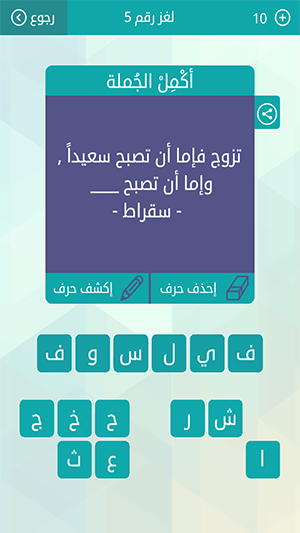 رجوع
لغز رقم 5
10
أكْمِلْ الجُملة
تزوج فإما أن تصبح سعيداً ,
وإما أن تصبح ____
- سقراط -
إحذف حرف
إكشف حرف
ف ي ل س و ف
ش ر
ح خ ج
ا
ع ث